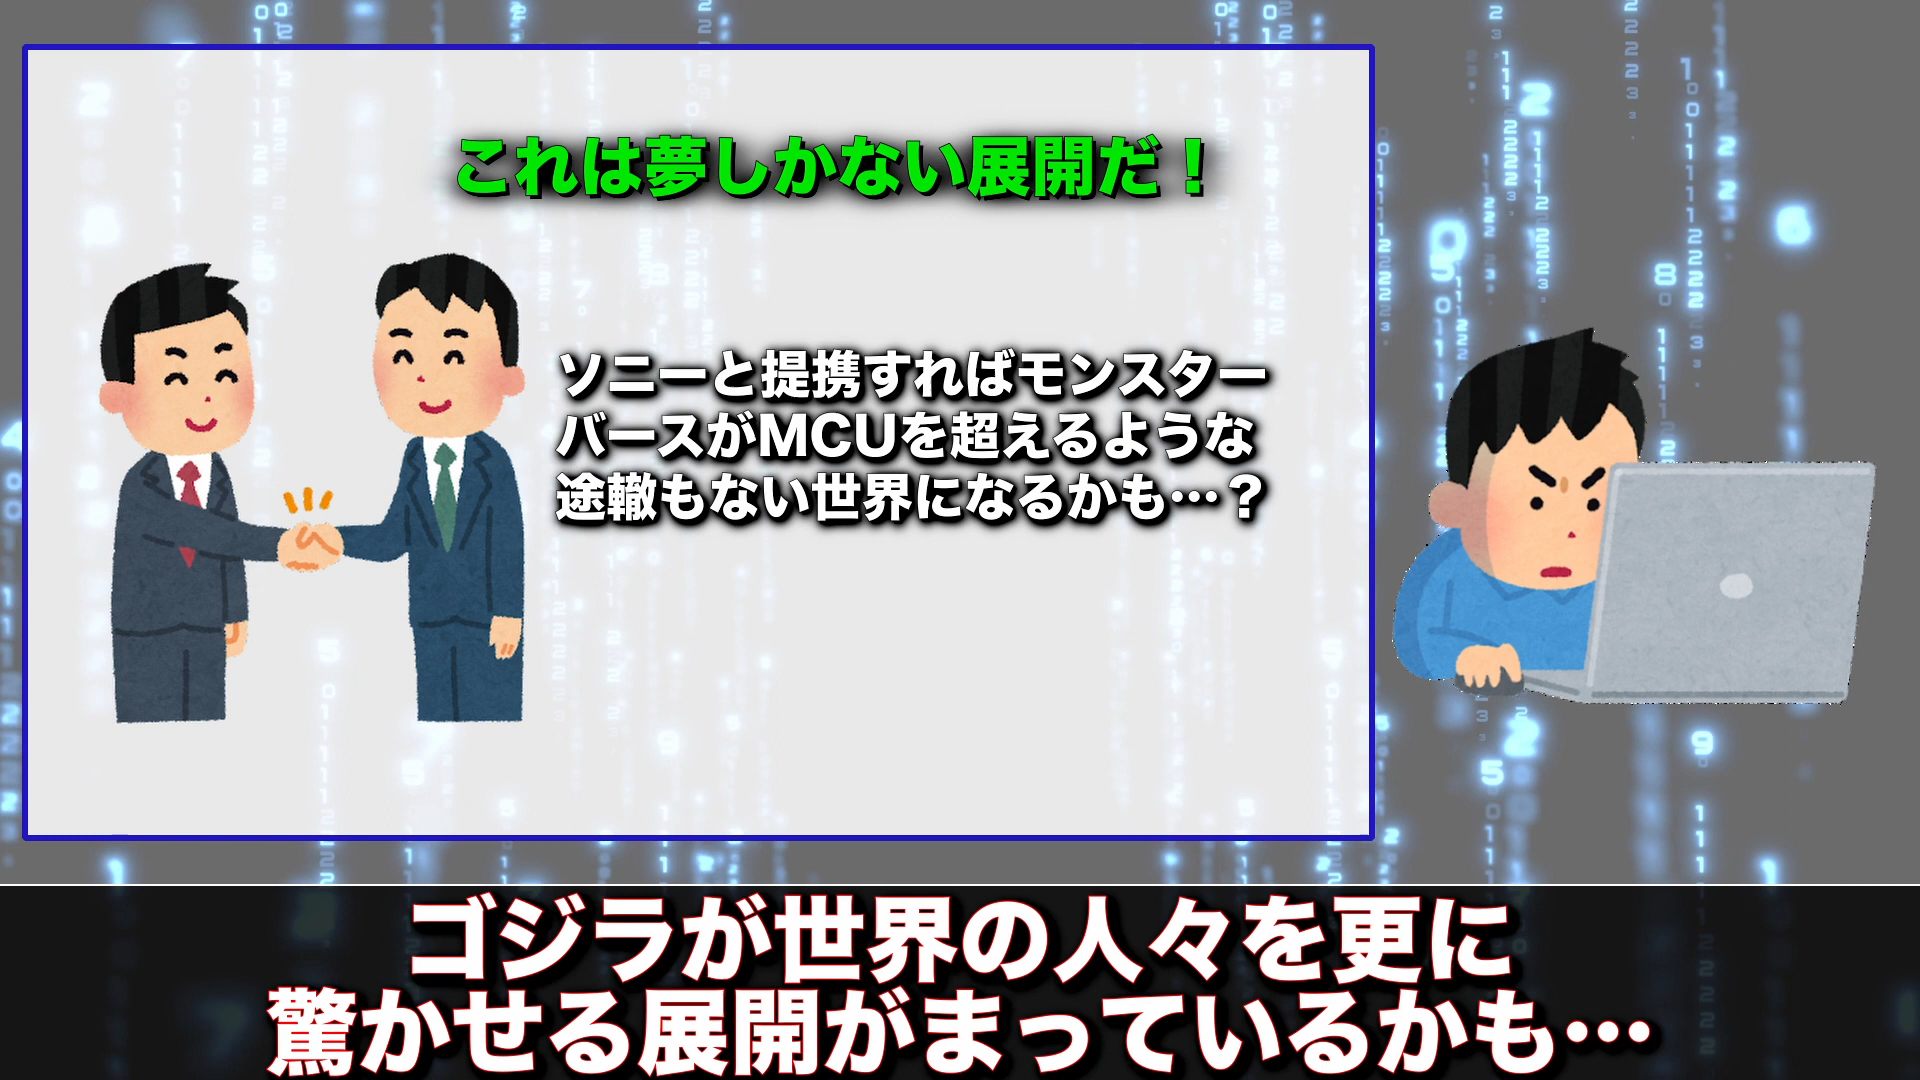 これは夢しかない展開だ！
ソニーと提携すればモンスター
バースがMCUを超えるような
途轍もない世界になるかも…？
ゴジラが世界の人々を更に
驚かせる展開がまっているかも…